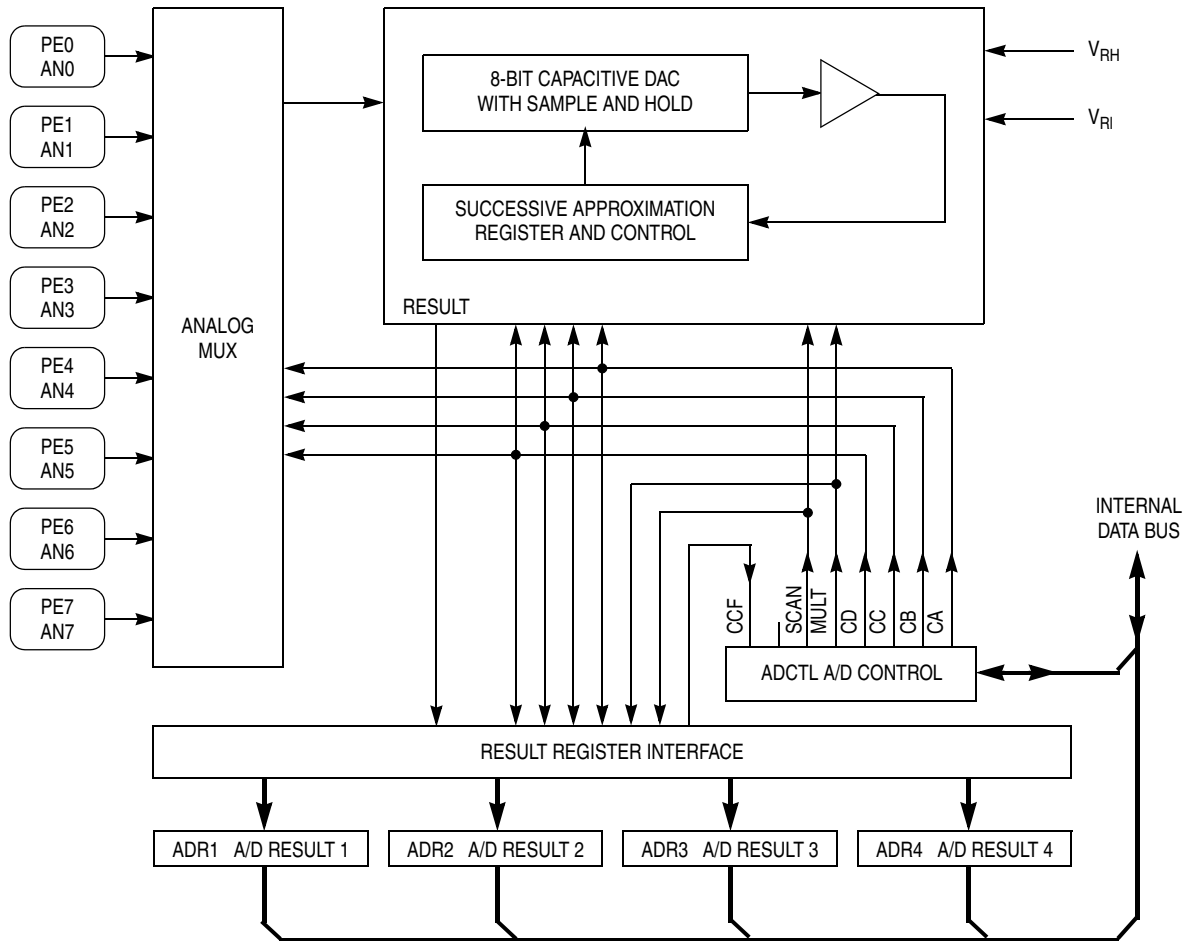 PE0
AN0
PE1
AN1
PE2
AN2
PE3
AN3
PE4
AN4
PE5
AN5
PE6
AN6
PE7
AN7
ANALOG
MUX
8-BIT CAPACITIVE DAC
WITH SAMPLE AND HOLD
SUCCESSIVE APPROXIMATION
REGISTER AND CONTROL
RESULT
VRH
VRI
INTERNAL
DATA BUS
CCF
SCAN
MULT
CD
CC
CB
CA
ADCTL A/D CONTROL
RESULT REGISTER INTERFACE
ADR1 A/D RESULT 1
ADR2 A/D RESULT 2
ADR3 A/D RESULT 3
ADR4 A/D RESULT 4